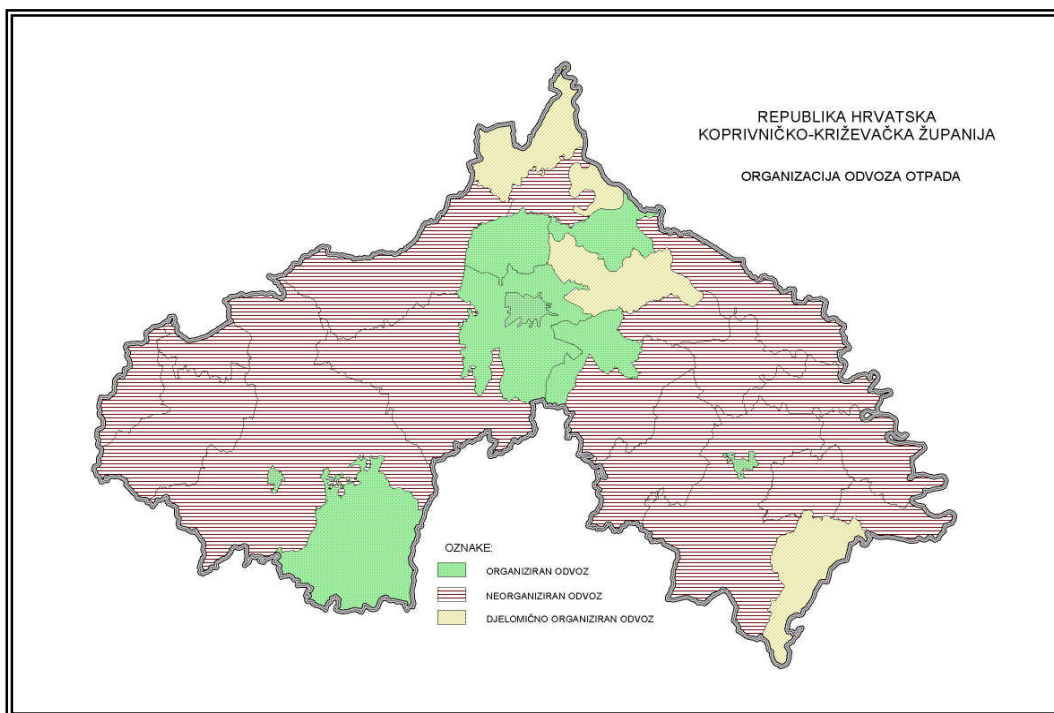 REPUBLIKA HRVATSKA
KOPRIVNIČKO-KRIŽEVAČKA ŽUPANIJA
ORGANIZACIJA ODVOZA OTPADA
OZNAKE:
ORGANIZIRAN ODVOZ
NEORGANIZIRAN ODVOZ
DJELOMIČNO ORGANIZIRAN ODVOZ